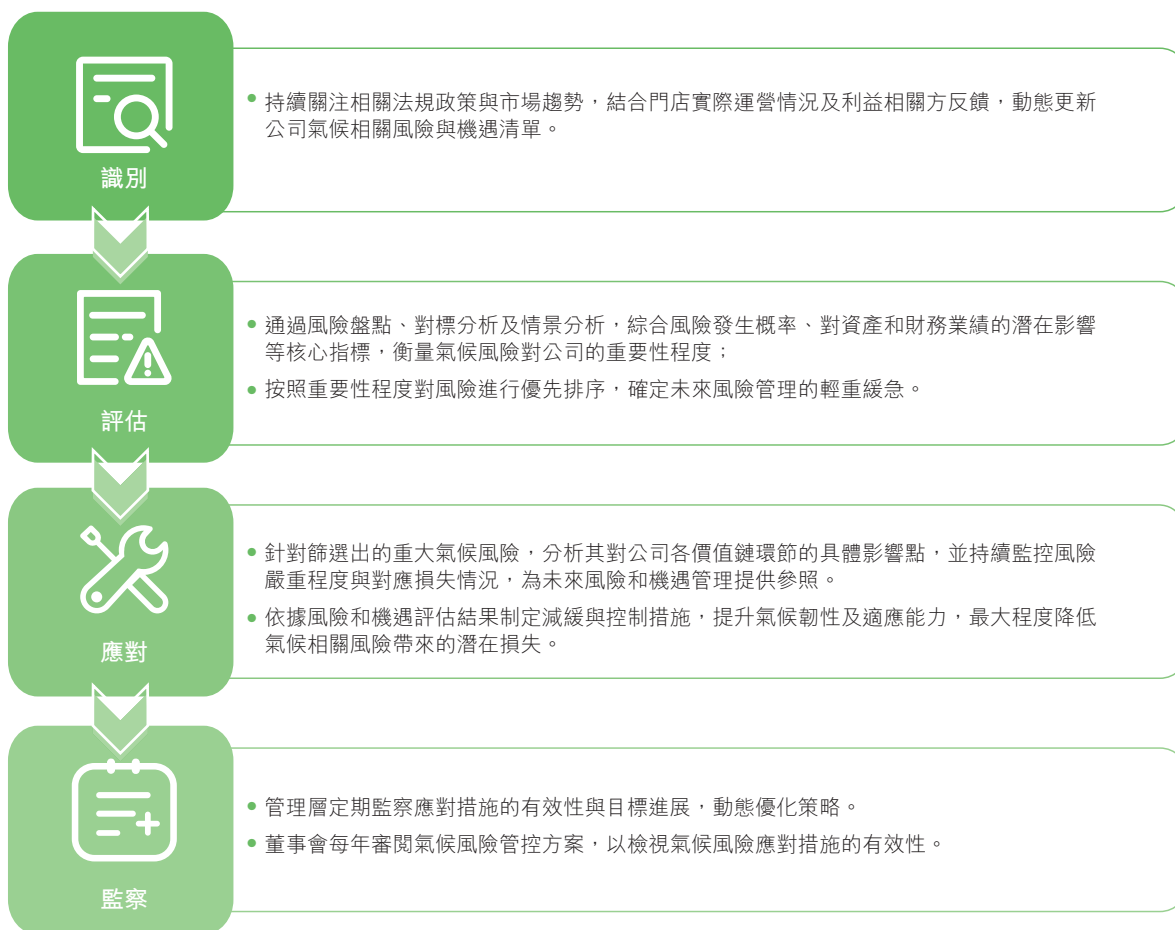 識別
• 持續關注相關法規政策與市場趨勢，結合門店實際運營情況及利益相關方反饋，動態更新
公司氣候相關風險與機遇清單。
評估
• 通過風險盤點、對標分析及情景分析，綜合風險發生概率、對資產和財務業績的潛在影響
等核心指標，衡量氣候風險對公司的重要性程度；
• 按照重要性程度對風險進行優先排序，確定未來風險管理的輕重緩急。
應對
• 針對篩選出的重大氣候風險，分析其對公司各價值鏈環節的具體影響點，並持續監控風險
嚴重程度與對應損失情況，為未來風險和機遇管理提供參照。
• 依據風險和機遇評估結果制定減緩與控制措施，提升氣候韌性及適應能力，最大程度降低
氣候相關風險帶來的潛在損失。
監察
• 管理層定期監察應對措施的有效性與目標進展，動態優化策略。
• 董事會每年審閱氣候風險管控方案，以檢視氣候風險應對措施的有效性。